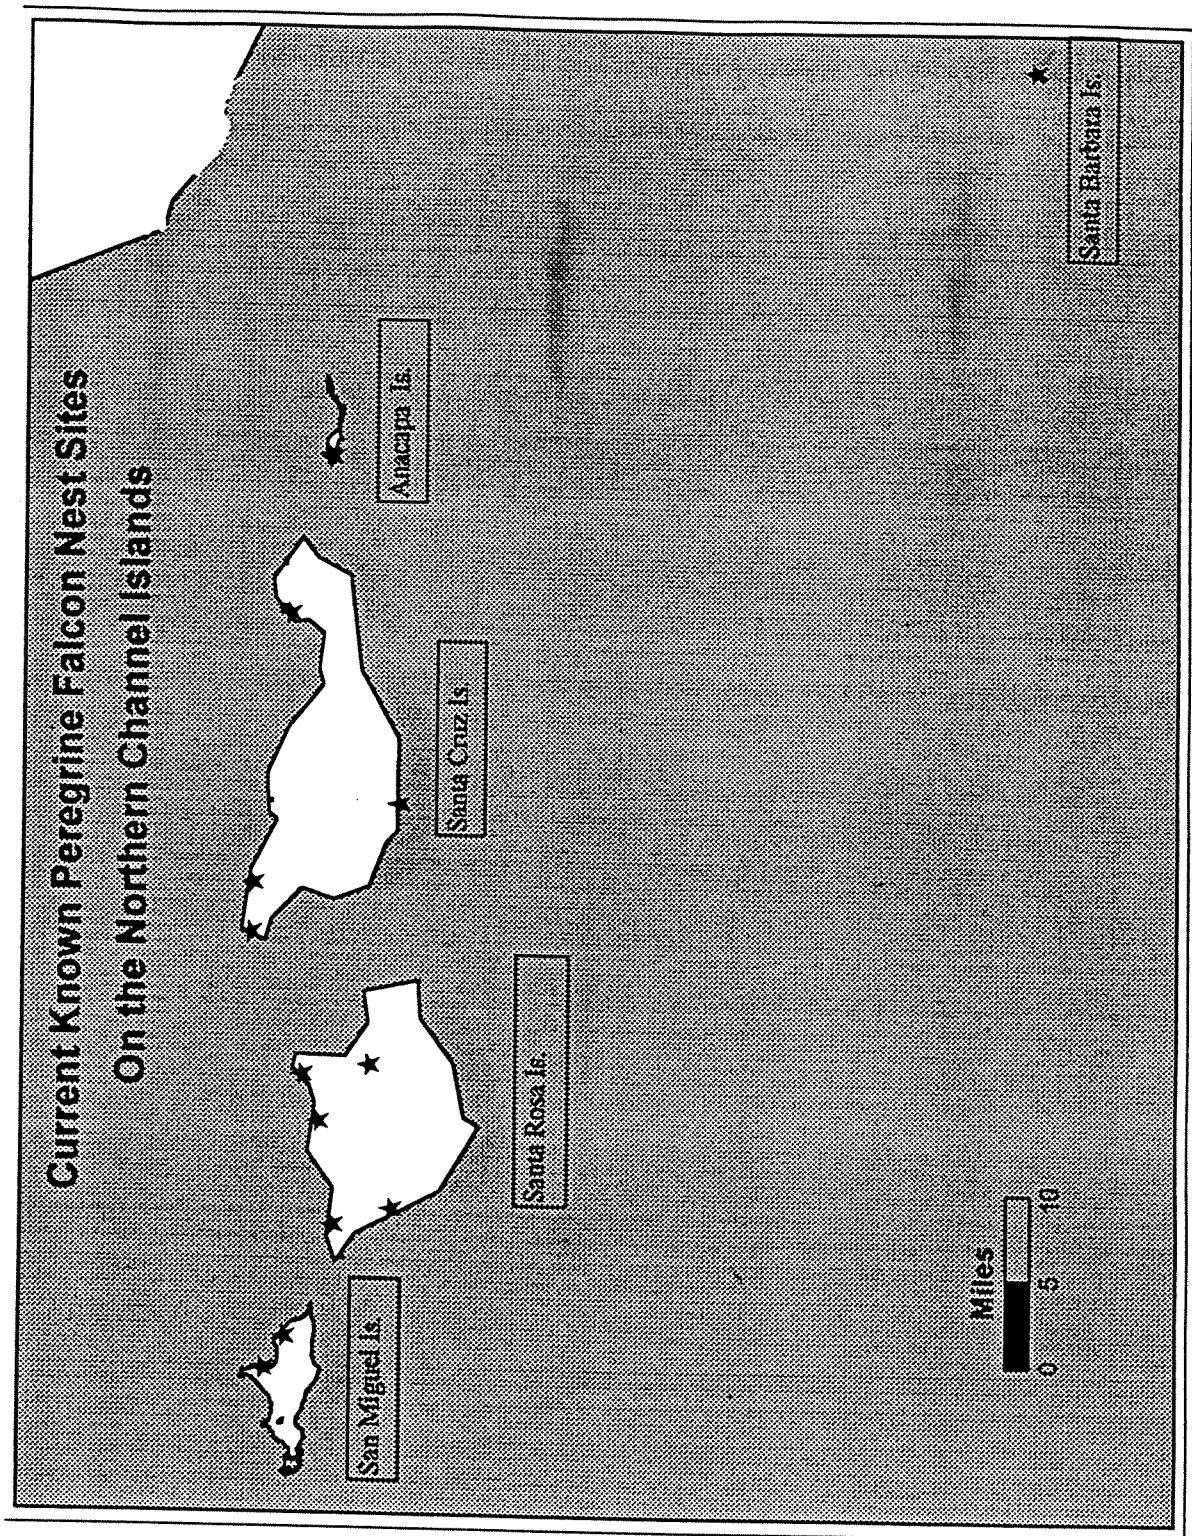 Current Known Peregrine Falcon Nest Sites
On the Northern Channel Islands
San Miguel Is.
Santa Rosa Is.
Santa Cruz Is.
Anacapa Is.
Santa Barbara Is.
Miles
0 5 10